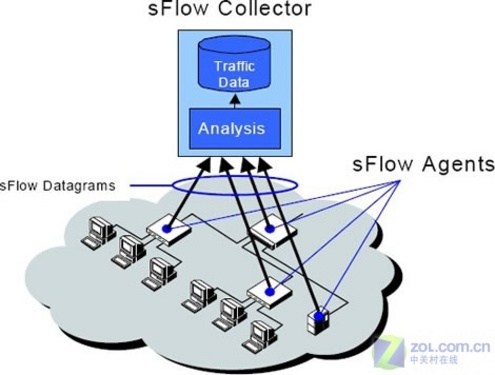 sFlow Collector
Traffic
Data
Analysis
sFlow Agents
sFlow Datagrams
zol.com.cn
中关村在线